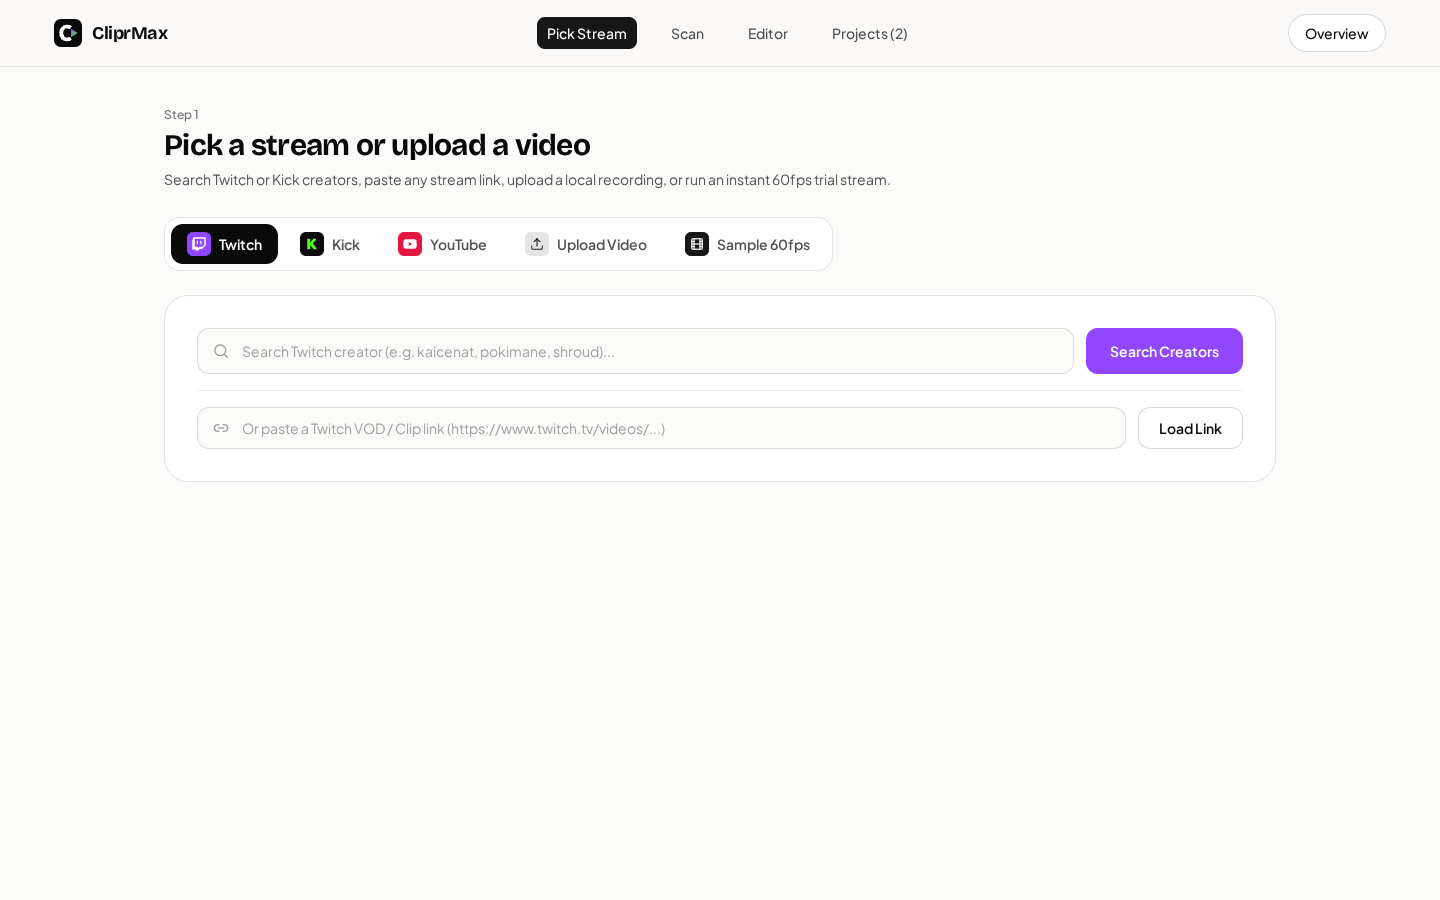 CliprMax
Pick Stream
Scan
Editor
Projects (2)
Overview
Step 1
Pick a stream or upload a video
Search Twitch or Kick creators, paste any stream link, upload a local recording, or run an instant 60fps trial stream.
Twitch
Kick
YouTube
Upload Video
Sample 60fps
Search Twitch creator (e.g. kaicenat, pokimane, shroud)...
Search Creators
Or paste a Twitch VOD / Clip link (https://www.twitch.tv/videos/...)
Load Link